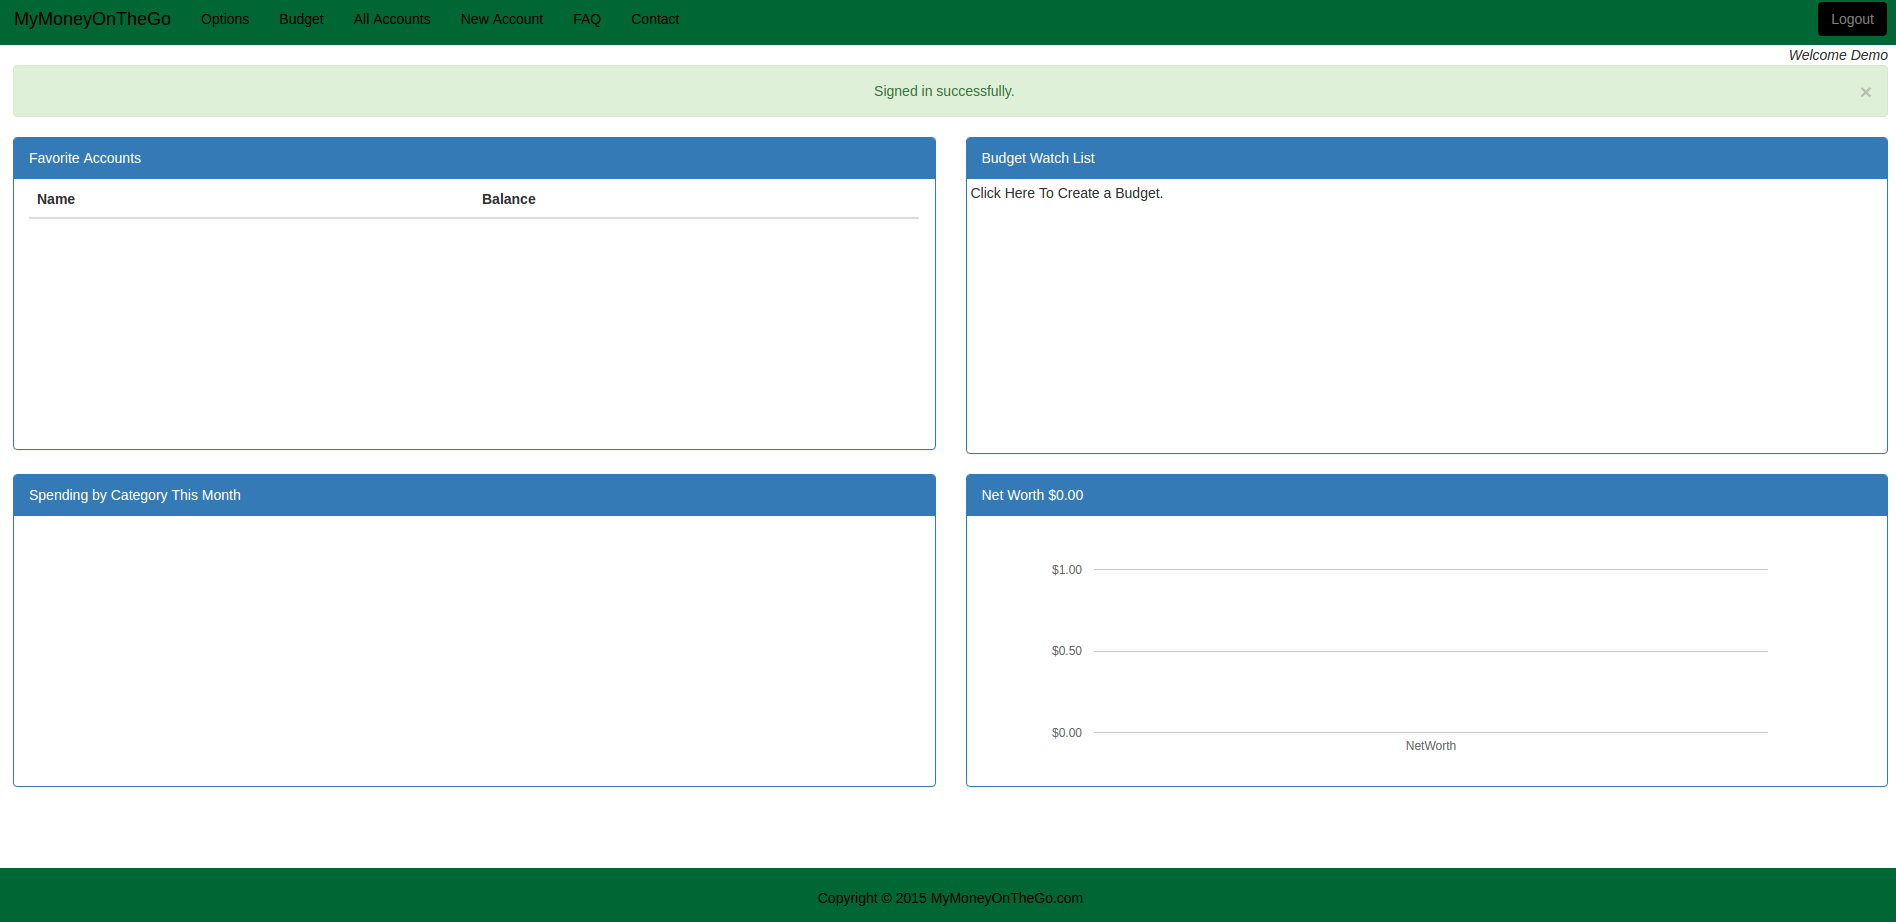 MyMoneyOnTheGo Options Budget All Accounts New Account FAQ Contact Logout
Welcome Demo
Signed in successfully. ×
Favorite Accounts
Name Balance
Budget Watch List
Click Here To Create a Budget.
Spending by Category This Month
Net Worth $0.00
$1.00
$0.50
$0.00
NetWorth
Copyright © 2015 MyMoneyOnTheGo.com